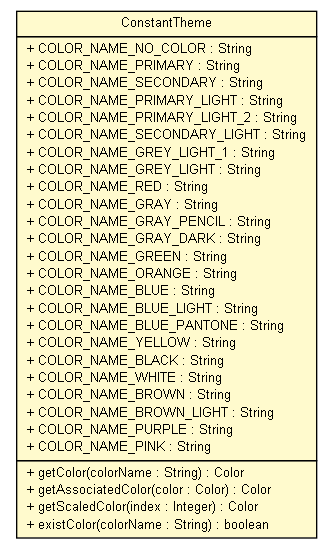 ConstantTheme
+ COLOR_NAME_NO_COLOR : String
+ COLOR_NAME_PRIMARY : String
+ COLOR_NAME_SECONDARY : String
+ COLOR_NAME_PRIMARY_LIGHT : String
+ COLOR_NAME_PRIMARY_LIGHT_2 : String
+ COLOR_NAME_SECONDARY_LIGHT : String
+ COLOR_NAME_GREY_LIGHT_1 : String
+ COLOR_NAME_GREY_LIGHT : String
+ COLOR_NAME_RED : String
+ COLOR_NAME_GRAY : String
+ COLOR_NAME_GRAY_PENCIL : String
+ COLOR_NAME_GRAY_DARK : String
+ COLOR_NAME_GREEN : String
+ COLOR_NAME_ORANGE : String
+ COLOR_NAME_BLUE : String
+ COLOR_NAME_BLUE_LIGHT : String
+ COLOR_NAME_BLUE_PANTONE : String
+ COLOR_NAME_YELLOW : String
+ COLOR_NAME_BLACK : String
+ COLOR_NAME_WHITE : String
+ COLOR_NAME_BROWN : String
+ COLOR_NAME_BROWN_LIGHT : String
+ COLOR_NAME_PURPLE : String
+ COLOR_NAME_PINK : String
+ getColor(colorName : String) : Color
+ getAssociatedColor(color : Color) : Color
+ getScaledColor(index : Integer) : Color
+ existColor(colorName : String) : boolean